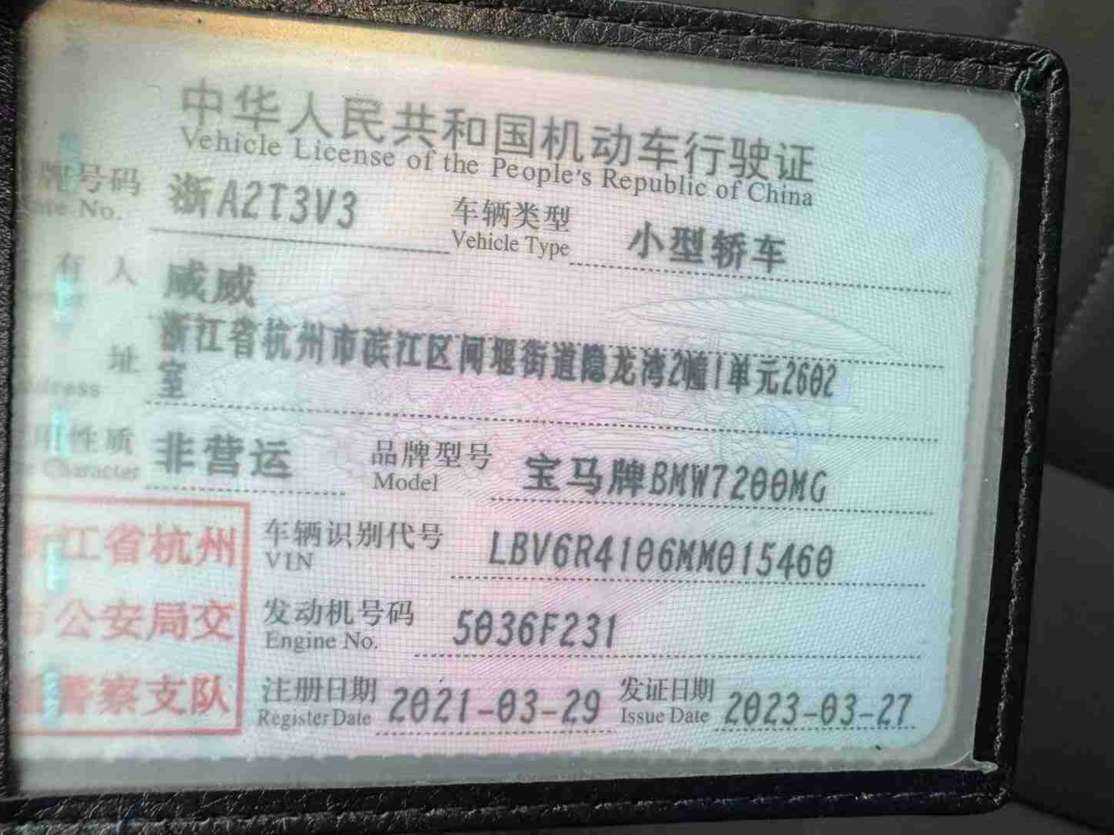 中华人民共和国机动车行驶证
Vehicle License of the People's Republic of China
牌号码 浙A2T3V3 车辆类型 小型轿车
No. Vehicle Type
有人 威
址 浙江省杭州市滨江区闻堰街道隐龙湾2幢1单元2602
室
Address
用性质 非营运 品牌型号 宝马牌BMW7200MG
Character Model
浙江省杭州 车辆识别代号 LBV6R4106MM015460
VIN
公安局交 发动机号码 5036F231
Engine No.
警察支队 注册日期 2021-03-29 发证日期 2023-03-27
Register Date Issue Date